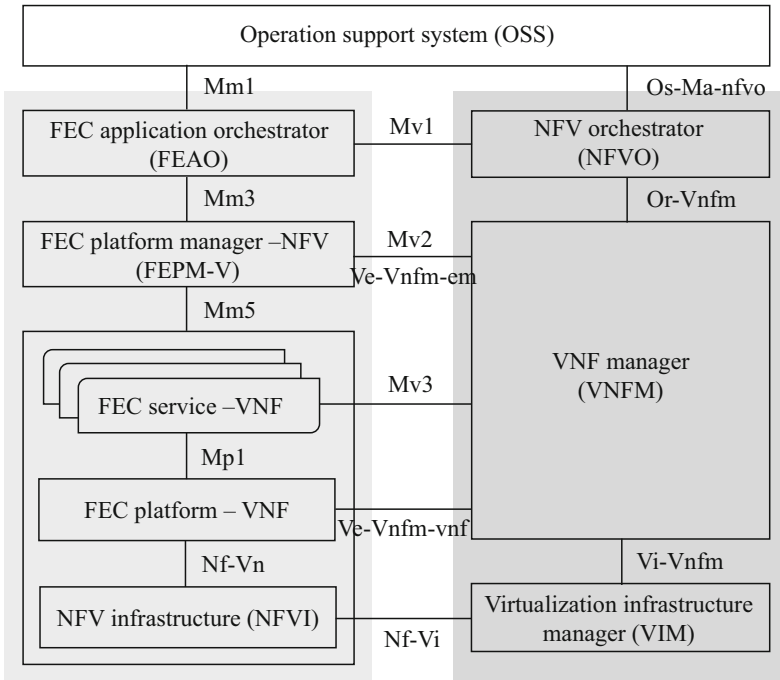 Operation support system (OSS)
Mm1
Os-Ma-nfvo
FEC application orchestrator
(FEAO)
Mv1
NFV orchestrator
(NFVO)
Mm3
Or-Vnfm
FEC platform manager –NFV
(FEPM-V)
Mv2
Ve-Vnfm-em
Mm5
VNF manager
(VNFM)
FEC service –VNF
Mv3
Mp1
FEC platform – VNF
Ve-Vnfm-vnf
Nf-Vn
Vi-Vnfm
NFV infrastructure (NFVI)
Nf-Vi
Virtualization infrastructure
manager (VIM)